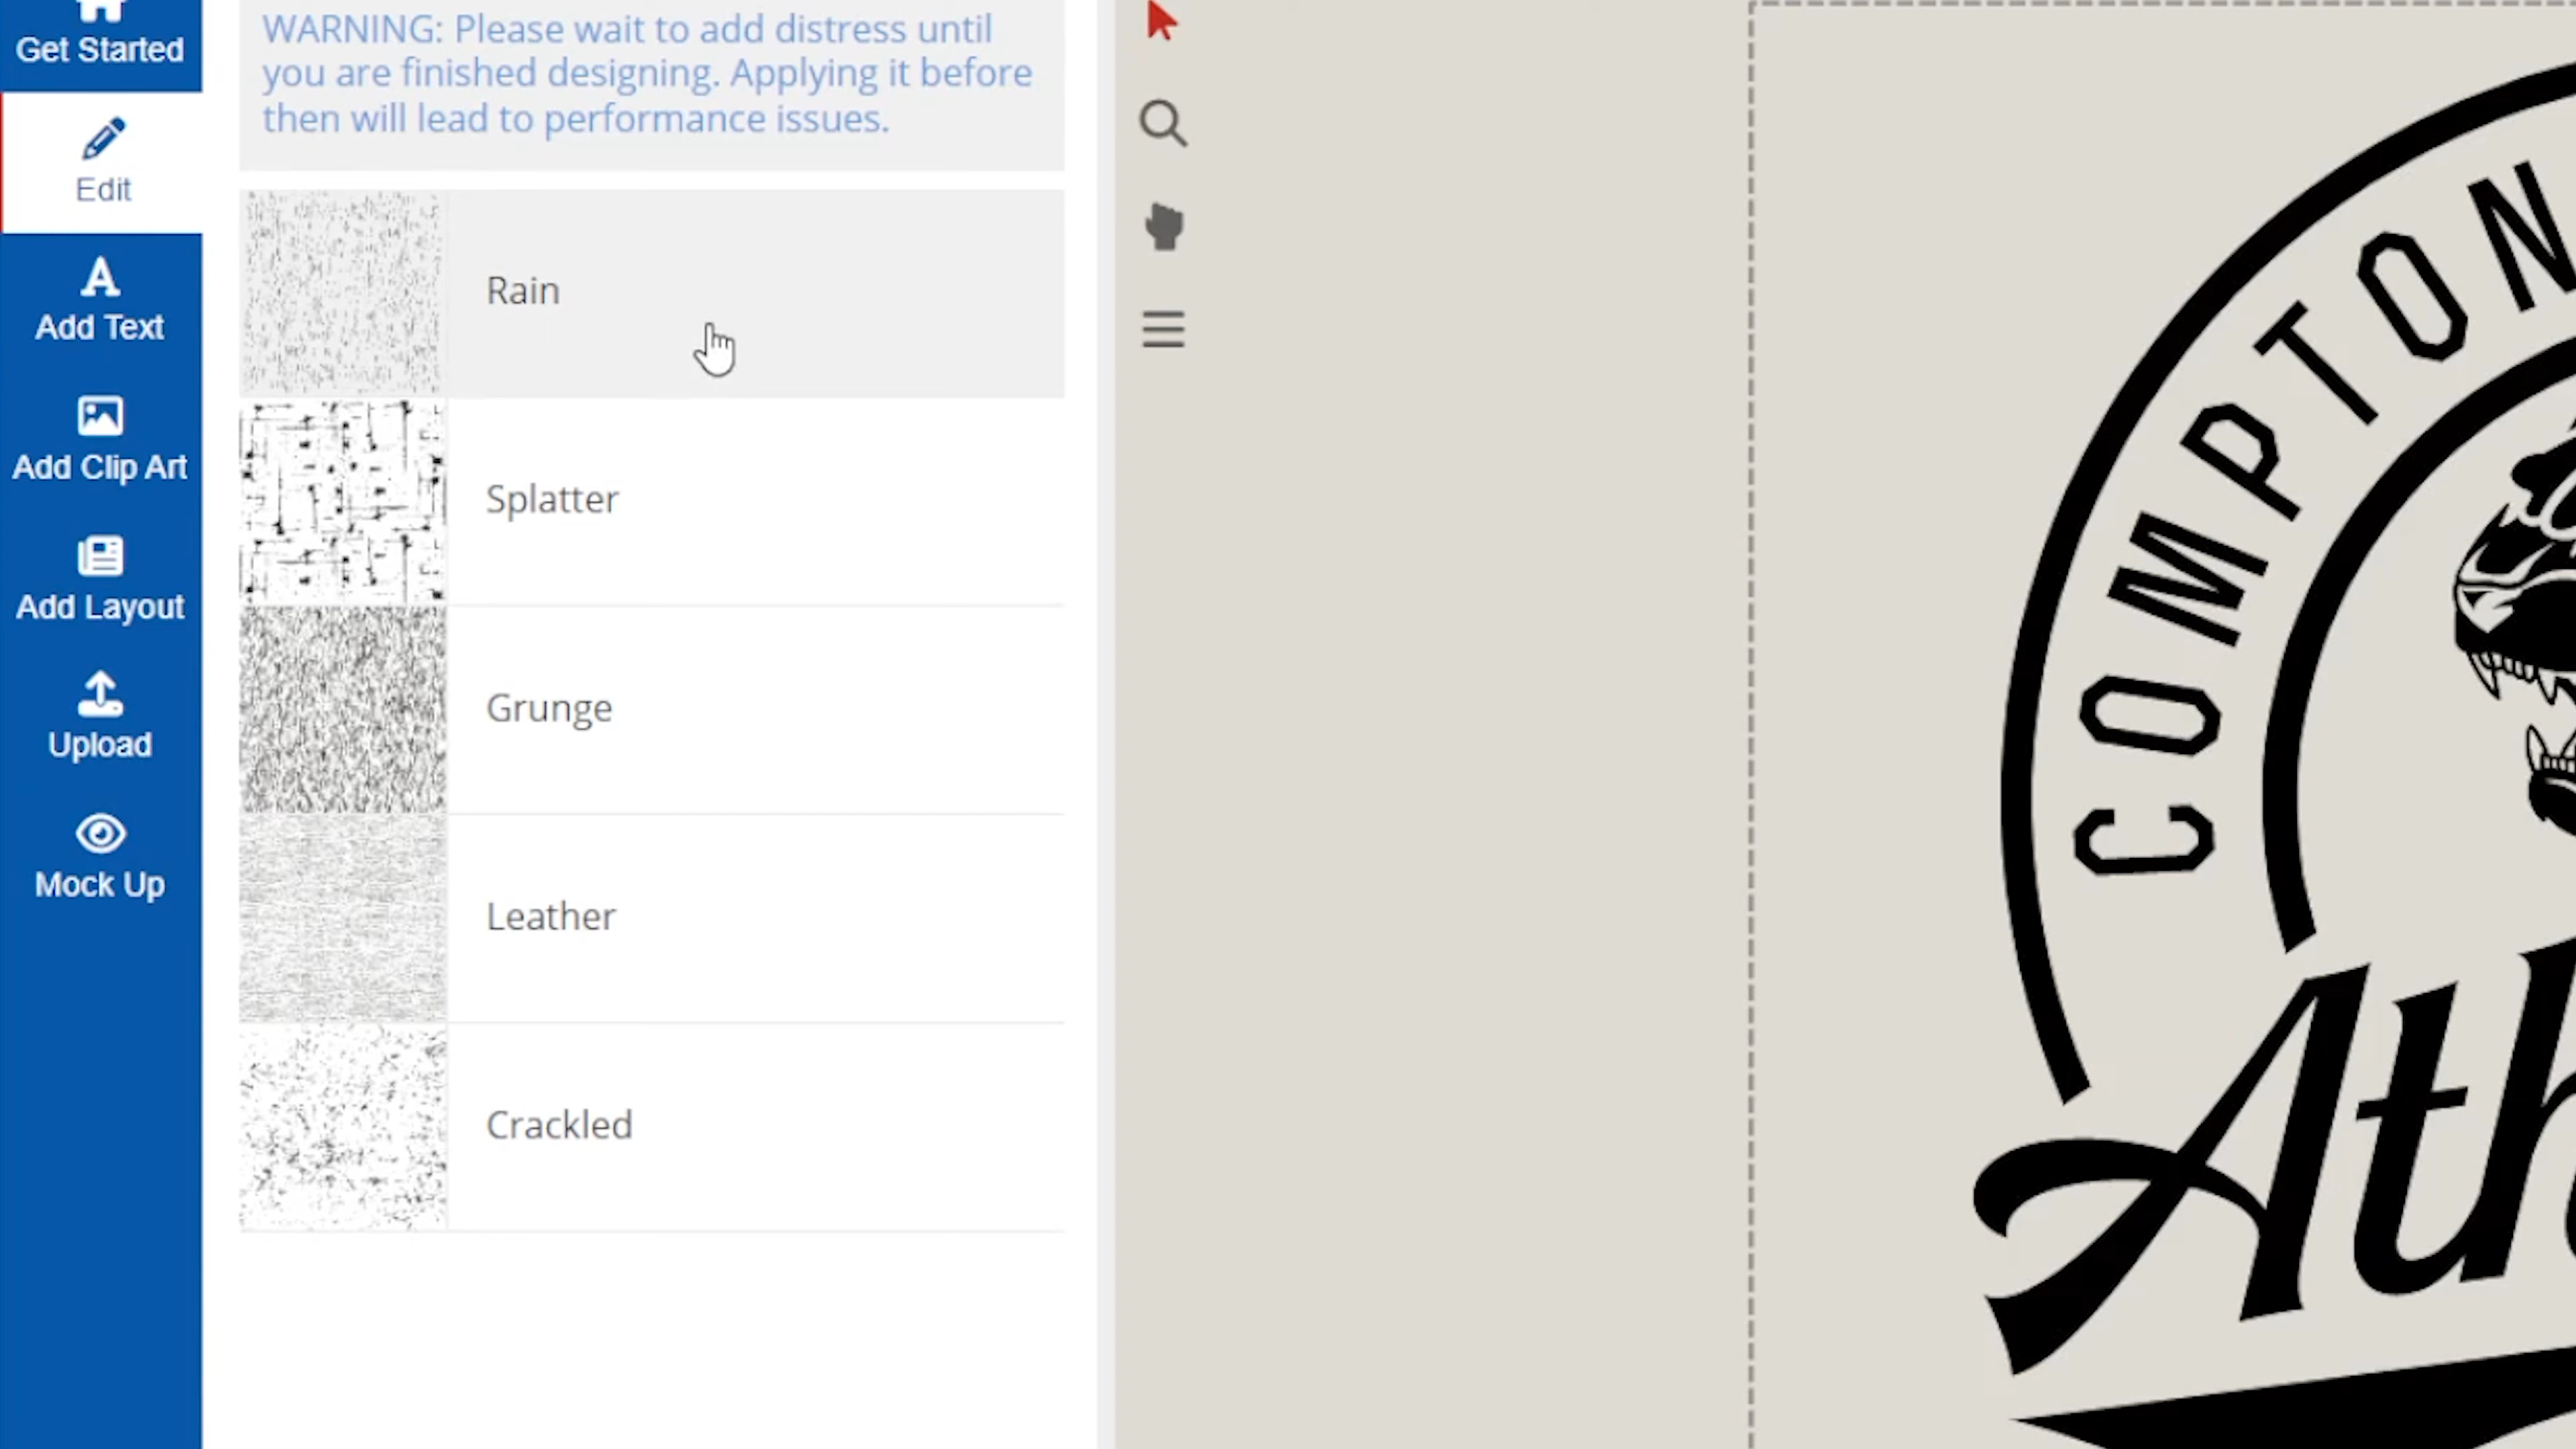 Get Started
Edit
Add Text
Add Clip Art
Add Layout
Upload
Mock Up
WARNING: Please wait to add distress until
you are finished designing. Applying it before
then will lead to performance issues.
Rain
Splatter
Grunge
Leather
Crackled
COMPTON
Ath